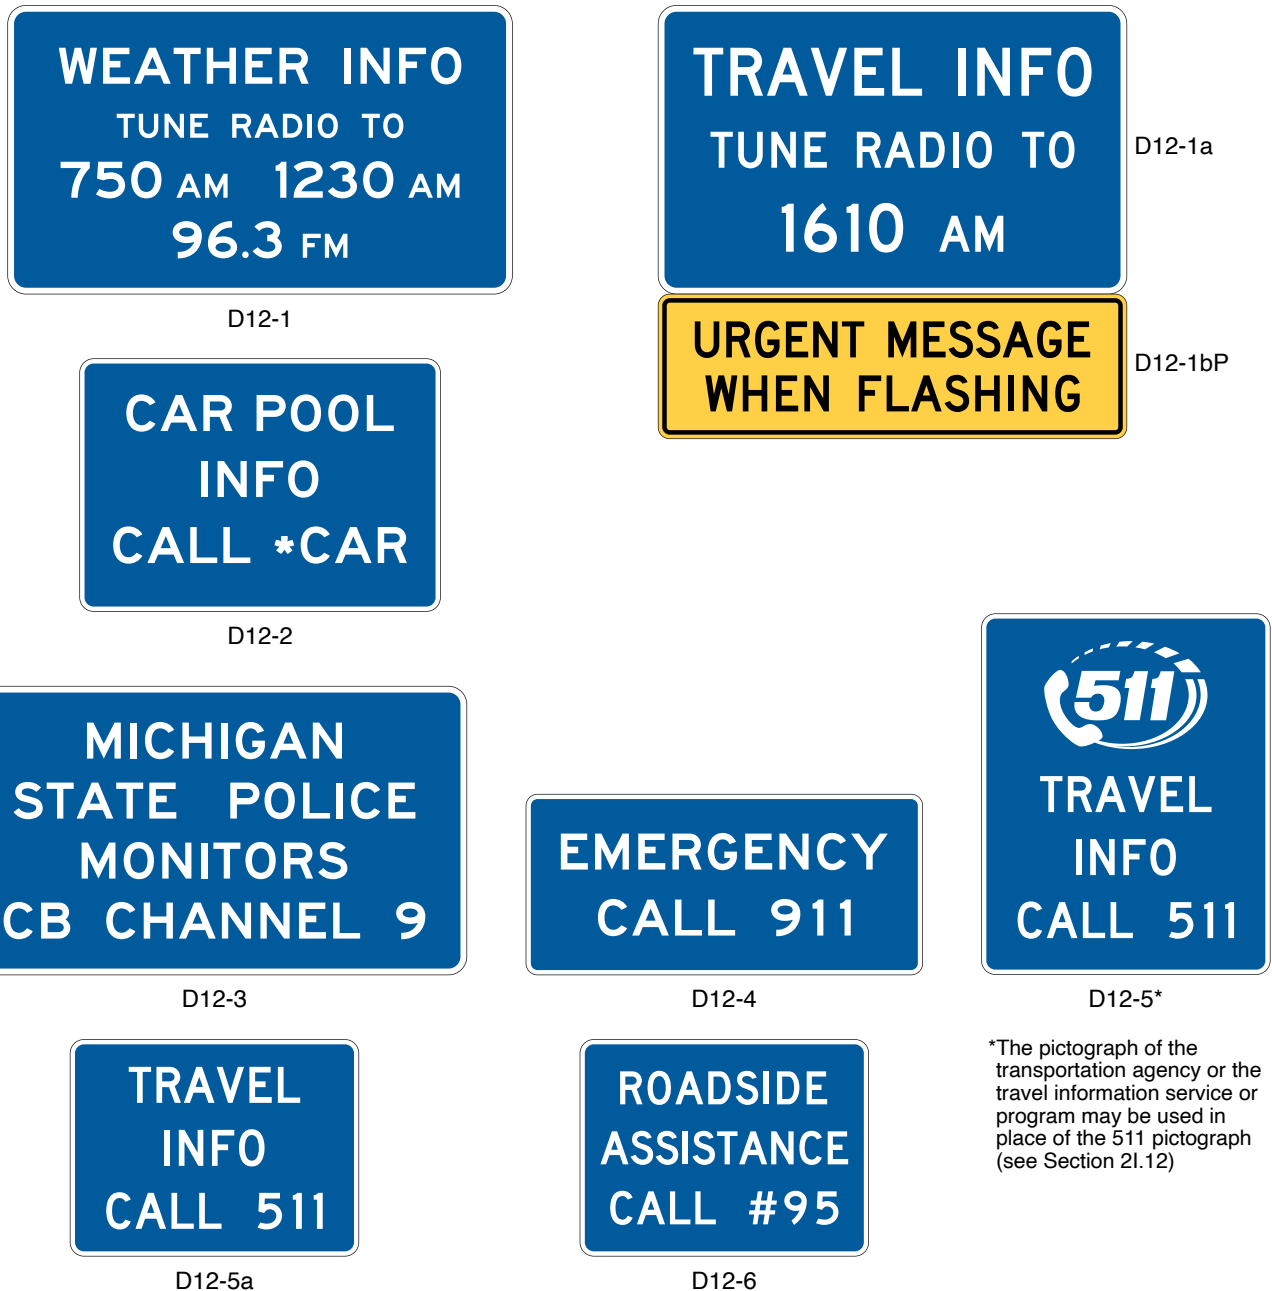 WEATHER INFO
TUNE RADIO TO
750 AM 1230 AM
96.3 FM
D12-1
TRAVEL INFO
TUNE RADIO TO
1610 AM
D12-1a
URGENT MESSAGE
WHEN FLASHING
D12-1bP
CAR POOL
INFO
CALL *CAR
D12-2
MICHIGAN
STATE POLICE
MONITORS
CB CHANNEL 9
D12-3
EMERGENCY
CALL 911
D12-4
511
TRAVEL
INFO
CALL 511
D12-5*
*The pictograph of the
transportation agency or the
travel information service or
program may be used in
place of the 511 pictograph
(see Section 2I.12)
TRAVEL
INFO
CALL 511
D12-5a
ROADSIDE
ASSISTANCE
CALL #95
D12-6